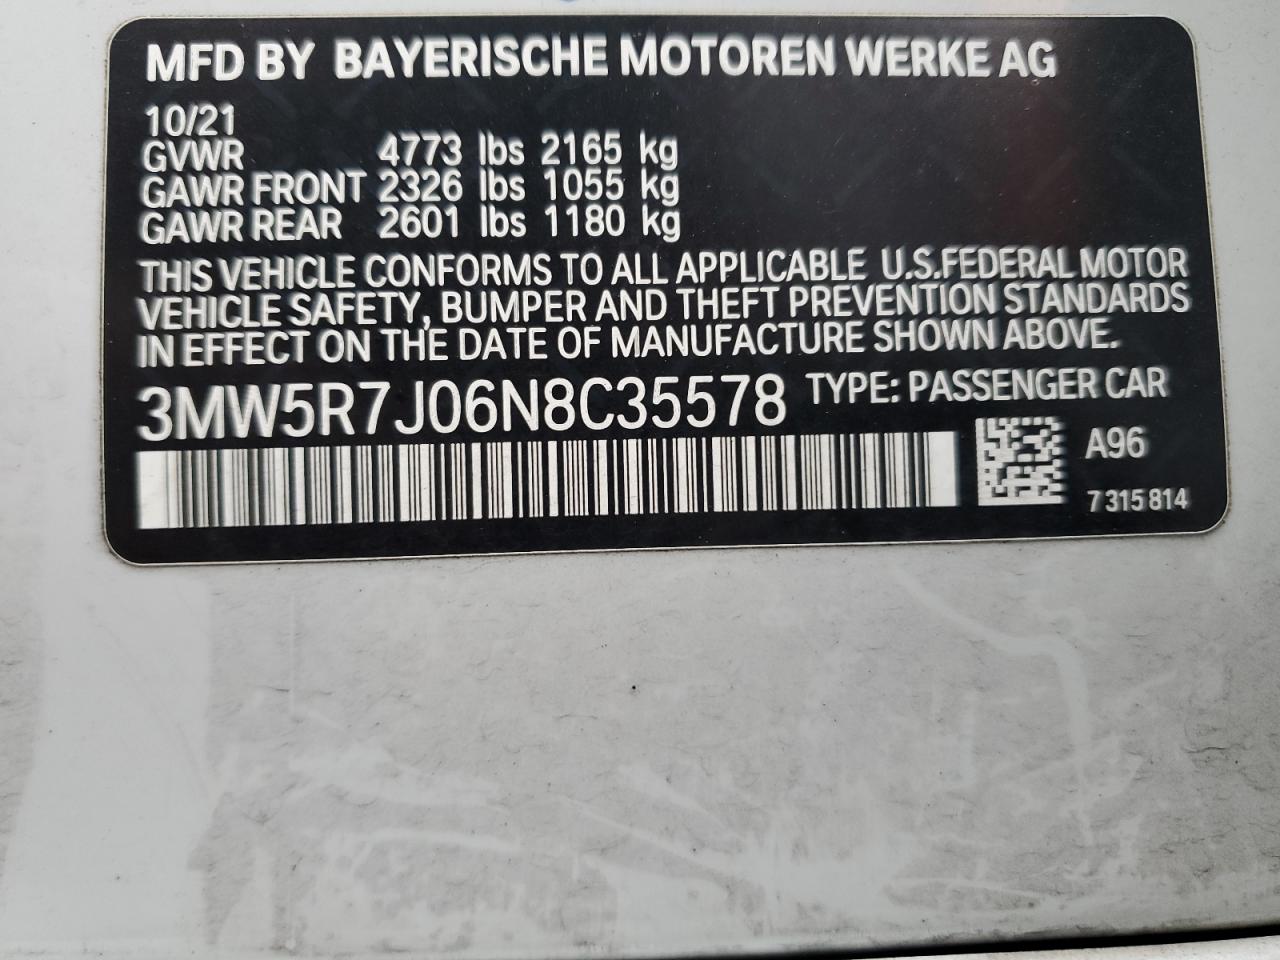 MFD BY BAYERISCHE MOTOREN WERKE AG
10/21
GVWR 4773 lbs 2165 kg
GAWR FRONT 2326 lbs 1055 kg
GAWR REAR 2601 lbs 1180 kg
THIS VEHICLE CONFORMS TO ALL APPLICABLE U.S.FEDERAL MOTOR
VEHICLE SAFETY, BUMPER AND THEFT PREVENTION STANDARDS
IN EFFECT ON THE DATE OF MANUFACTURE SHOWN ABOVE.
3MW5R7J06N8C35578 TYPE: PASSENGER CAR
A96
7 315 814